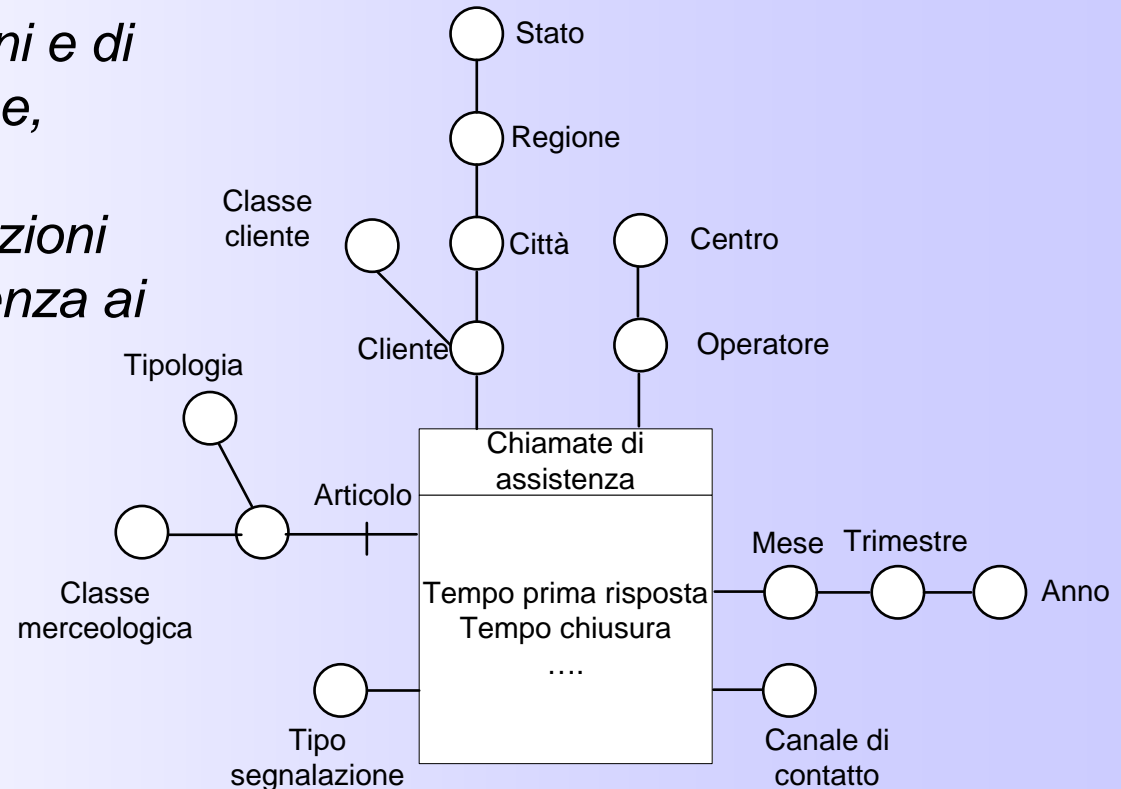 ni e di
e,
zioni
enza ai
Stato
Regione
Classe
cliente
Città
Centro
Cliente
Operatore
Tipologia
Chiamate di
assistenza
Articolo
Mese
Trimestre
Anno
Classe
merceologica
Tempo prima risposta
Tempo chiusura
....
Tipo
segnalazione
Canale di
contatto